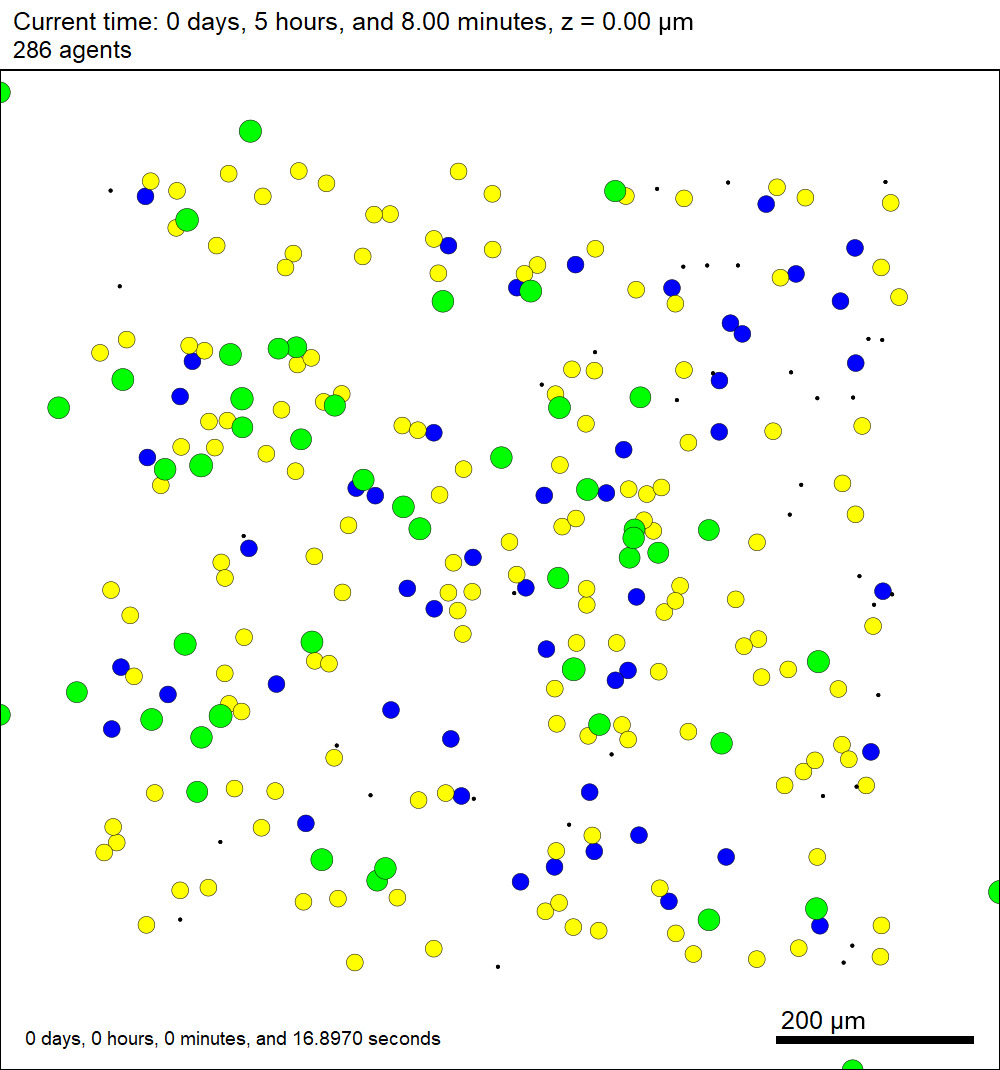 Current time: 0 days, 5 hours, and 8.00 minutes, z = 0.00 µm
286 agents
200 µm
0 days, 0 hours, 0 minutes, and 16.8970 seconds